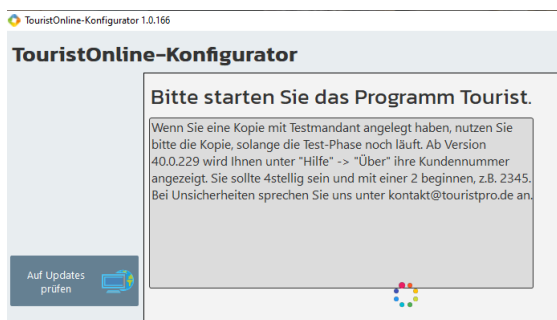 TouristOnline-Konfigurator 1.0.166
TouristOnline-Konfigurator
Bitte starten Sie das Programm Tourist.
Wenn Sie eine Kopie mit Testmandant angelegt haben, nutzen Sie
bitte die Kopie, solange die Test-Phase noch läuft. Ab Version
40.0.229 wird Ihnen unter "Hilfe" -> "Über" ihre Kundennummer
angezeigt. Sie sollte 4stellig sein und mit einer 2 beginnen, z.B. 2345.
Bei Unsicherheiten sprechen Sie uns unter kontakt@touristpro.de an.
Auf Updates
prüfen